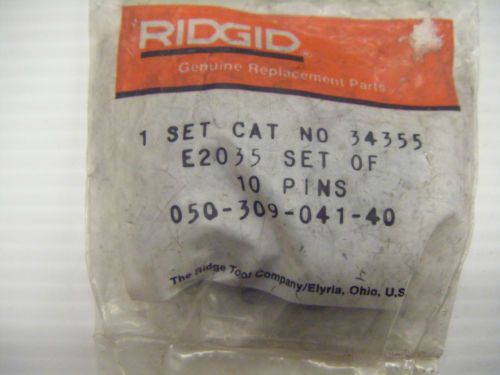 RIDGID
Genuine Replacement Parts
1 SET CAT NO 34355
E2035 SET OF
10 PINS
050-309-041-40
The Ridge Tool Company/Elyria, Ohio, U.S.